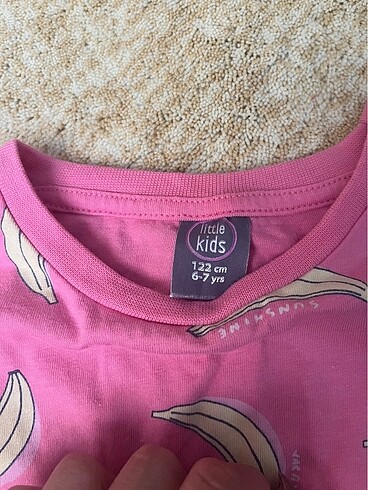 little
kids
122 cm
6-7 yrs
SUNSHINE